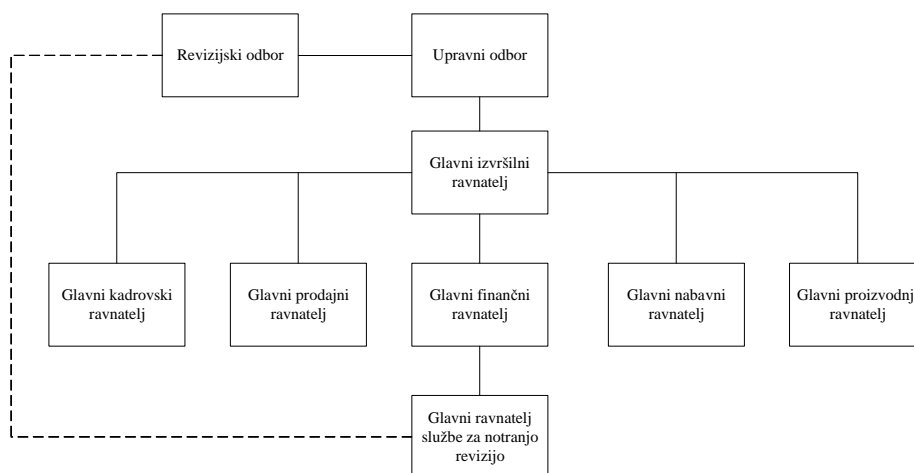 Revizijski odbor
Upravni odbor
Glavni izvršilni
ravnatelj
Glavni kadrovski
ravnatelj
Glavni prodajni
ravnatelj
Glavni finančni
ravnatelj
Glavni nabavni
ravnatelj
Glavni proizvodnj
ravnatelj
Glavni ravnatelj
službe za notranjo
revizijo